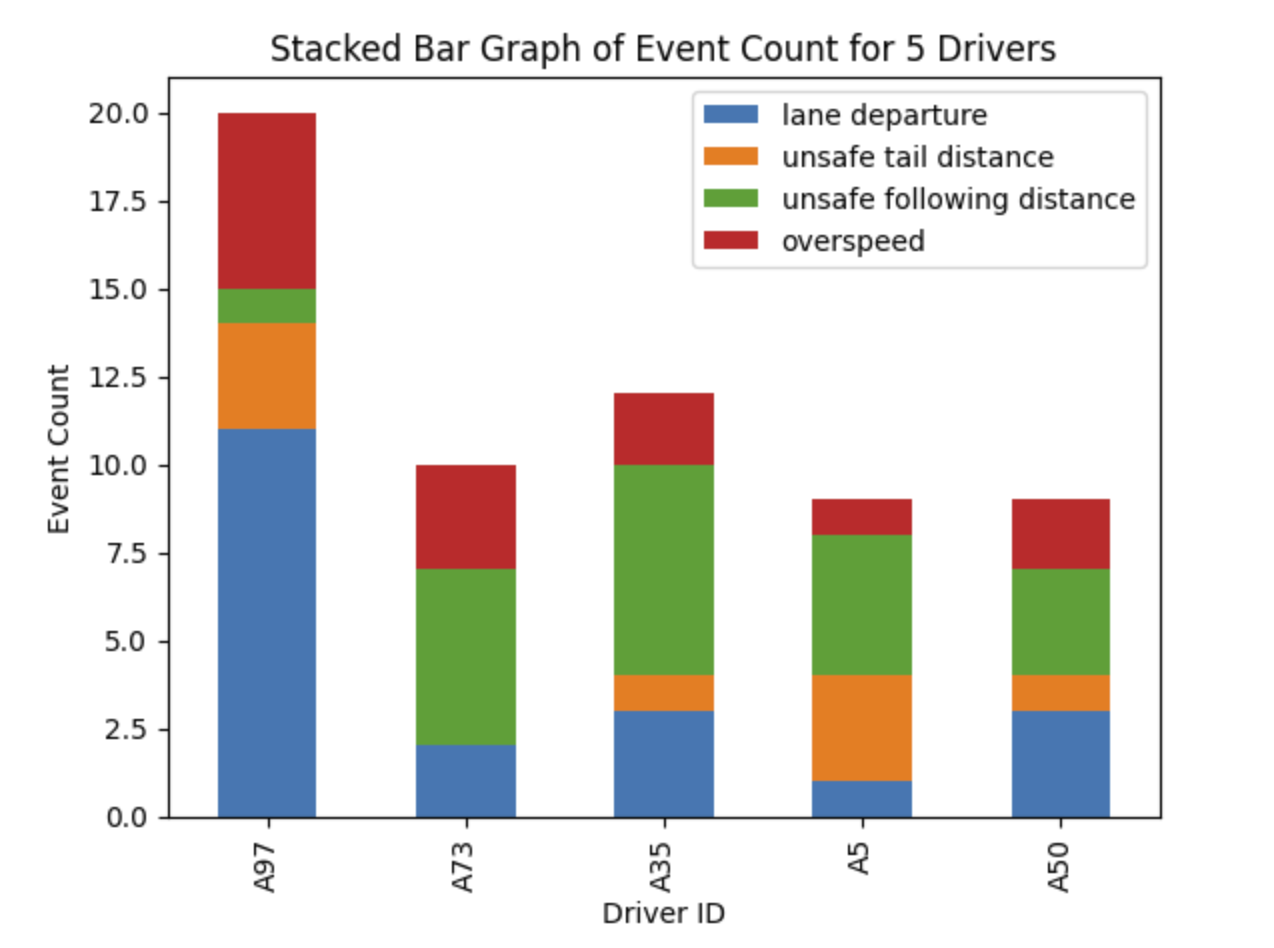 Stacked Bar Graph of Event Count for 5 Drivers
lane departure
unsafe tail distance
unsafe following distance
overspeed
20.0
17.5
15.0
12.5
10.0
7.5
5.0
2.5
0.0
Event Count
A97
A73
A35
A5
A50
Driver ID